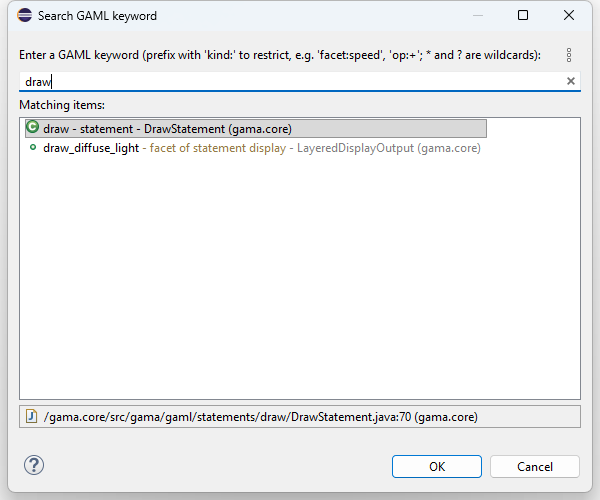 Search GAML keyword
Enter a GAML keyword (prefix with 'kind:' to restrict, e.g. 'facet:speed', 'op:+'; * and ? are wildcards):
draw
Matching items:
draw - statement - DrawStatement (gama.core)
draw_diffuse_light - facet of statement display - LayeredDisplayOutput (gama.core)
/gama.core/src/gama/gaml/statements/draw/DrawStatement.java:70 (gama.core)
OK
Cancel